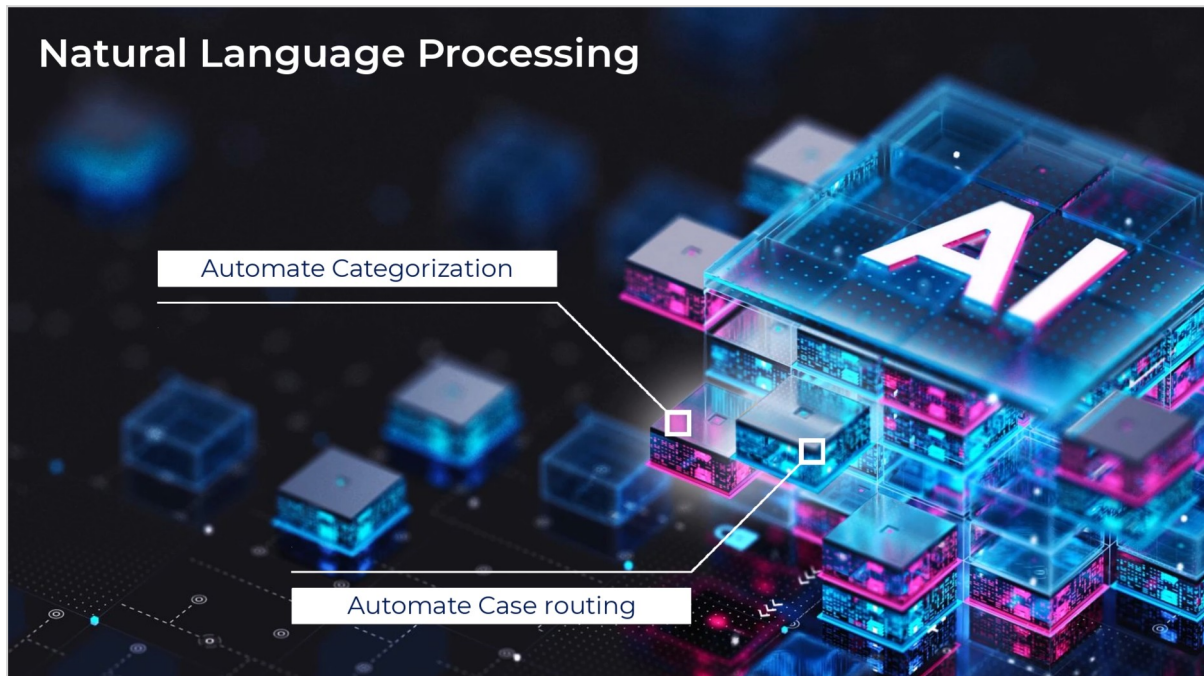 Natural Language Processing
AI
Automate Categorization
Automate Case routing